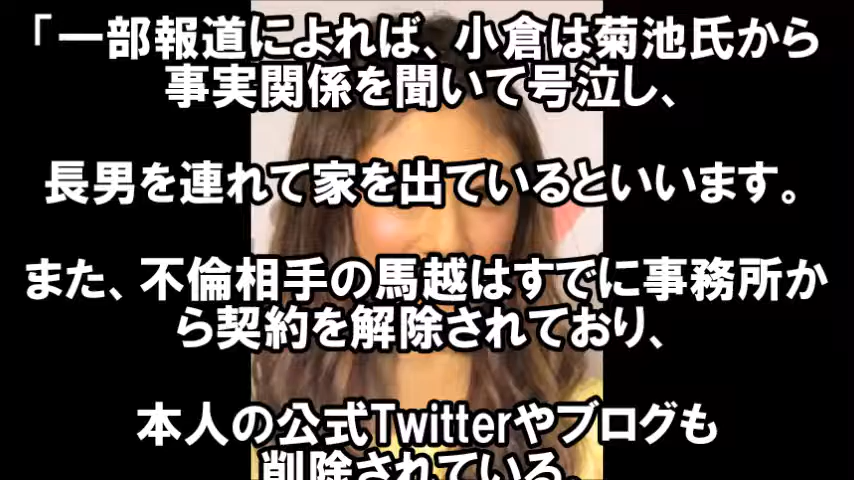 「一部報道によれば、小倉は菊池氏から
事実関係を聞いて号泣し、
長男を連れて家を出ているといいます。
また、不倫相手の馬越はすでに事務所か
ら契約を解除されており、
本人の公式Twitterやブログも
削除されている。